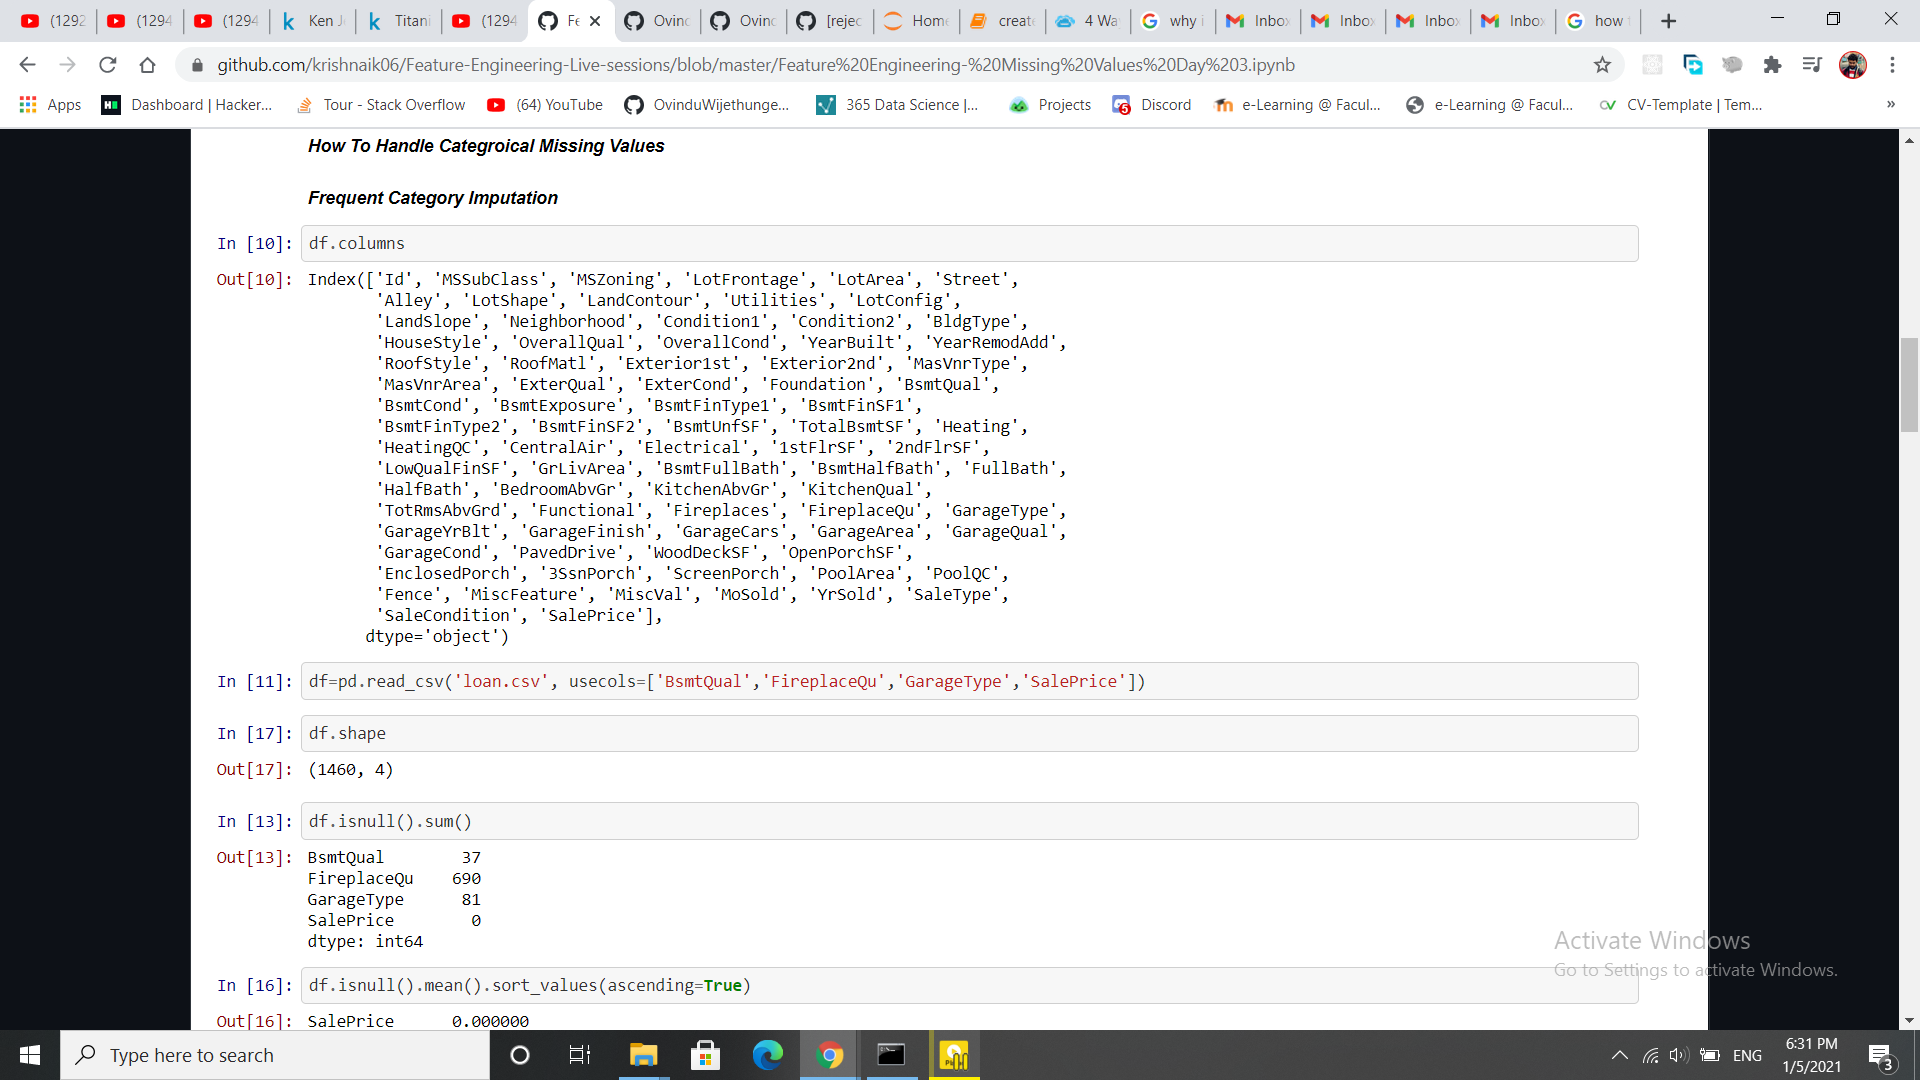 (1292
(1294
(1294
Ken J
Titani
(1294
Fe
Ovinc
Ovinc
[rejec
Home
create
4 Wa
why i
Inbox
Inbox
Inbox
Inbox
how t
github.com/krishnaik06/Feature-Engineering-Live-sessions/blob/master/Feature%20Engineering-%20Missing%20Values%20Day%203.ipynb
Apps
Dashboard | Hacker...
Tour - Stack Overflow
(64) YouTube
OvinduWijethunge...
365 Data Science |...
Projects
Discord
e-Learning @ Facul...
e-Learning @ Facul...
CV-Template | Tem...
»
How To Handle Categroical Missing Values
Frequent Category Imputation
In [10]: df.columns
Out[10]: Index(['Id', 'MSSubClass', 'MSZoning', 'LotFrontage', 'LotArea', 'Street',
'Alley', 'LotShape', 'LandContour', 'Utilities', 'LotConfig',
'LandSlope', 'Neighborhood', 'Condition1', 'Condition2', 'BldgType',
'HouseStyle', 'OverallQual', 'OverallCond', 'YearBuilt', 'YearRemodAdd',
'RoofStyle', 'RoofMatl', 'Exterior1st', 'Exterior2nd', 'MasVnrType',
'MasVnrArea', 'ExterQual', 'ExterCond', 'Foundation', 'BsmtQual',
'BsmtCond', 'BsmtExposure', 'BsmtFinType1', 'BsmtFinSF1',
'BsmtFinType2', 'BsmtFinSF2', 'BsmtUnfSF', 'TotalBsmtSF', 'Heating',
'HeatingQC', 'CentralAir', 'Electrical', '1stFlrSF', '2ndFlrSF',
'LowQualFinSF', 'GrLivArea', 'BsmtFullBath', 'BsmtHalfBath', 'FullBath',
'HalfBath', 'BedroomAbvGr', 'KitchenAbvGr', 'KitchenQual',
'TotRmsAbvGrd', 'Functional', 'Fireplaces', 'FireplaceQu', 'GarageType',
'GarageYrBlt', 'GarageFinish', 'GarageCars', 'GarageArea', 'GarageQual',
'GarageCond', 'PavedDrive', 'WoodDeckSF', 'OpenPorchSF',
'EnclosedPorch', '3SsnPorch', 'ScreenPorch', 'PoolArea', 'PoolQC',
'Fence', 'MiscFeature', 'MiscVal', 'MoSold', 'YrSold', 'SaleType',
'SaleCondition', 'SalePrice'],
dtype='object')
In [11]: df=pd.read_csv('loan.csv', usecols=['BsmtQual','FireplaceQu','GarageType','SalePrice'])
In [17]: df.shape
Out[17]: (1460, 4)
In [13]: df.isnull().sum()
Out[13]: BsmtQual 37
FireplaceQu 690
GarageType 81
SalePrice 0
dtype: int64
In [16]: df.isnull().mean().sort_values(ascending=True)
Out[16]: SalePrice 0.000000
Activate Windows
Go to Settings to activate Windows.
Type here to search
ENG
6:31 PM
1/5/2021
3